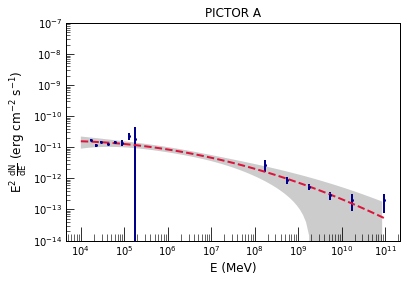 PICTOR A
E² dN/dE (erg cm⁻² s⁻¹)
10⁻⁷
10⁻⁸
10⁻⁹
10⁻¹⁰
10⁻¹¹
10⁻¹²
10⁻¹³
10⁻¹⁴
10⁴ 10⁵ 10⁶ 10⁷ 10⁸ 10⁹ 10¹⁰ 10¹¹
E (MeV)